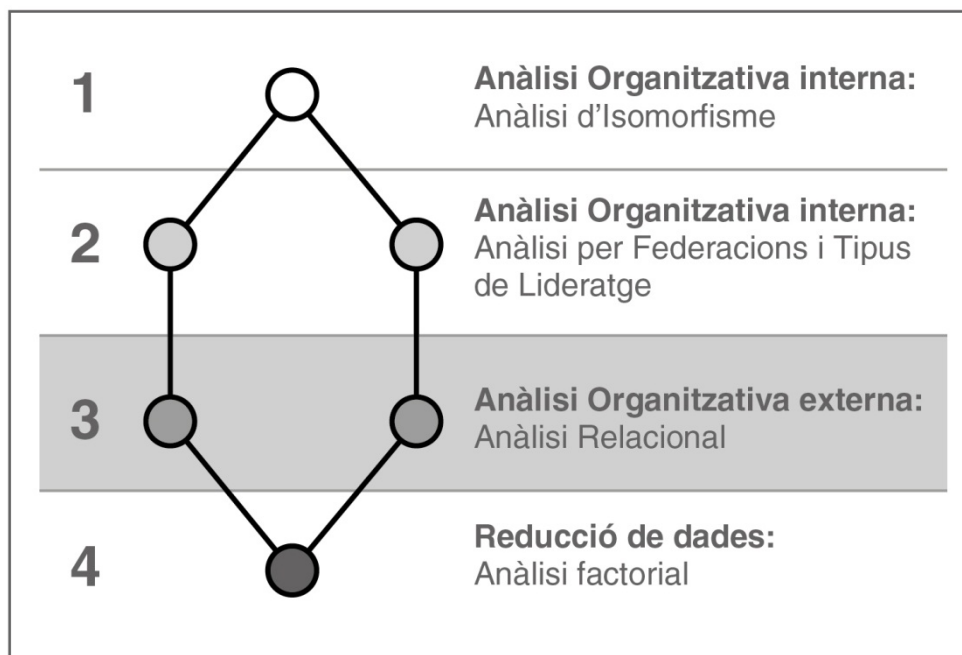 1
Anàlisi Organitzativa interna:
Anàlisi d’Isomorfisme
2
Anàlisi Organitzativa interna:
Anàlisi per Federacions i Tipus
de Lideratge
3
Anàlisi Organitzativa externa:
Anàlisi Relacional
4
Reducció de dades:
Anàlisi factorial